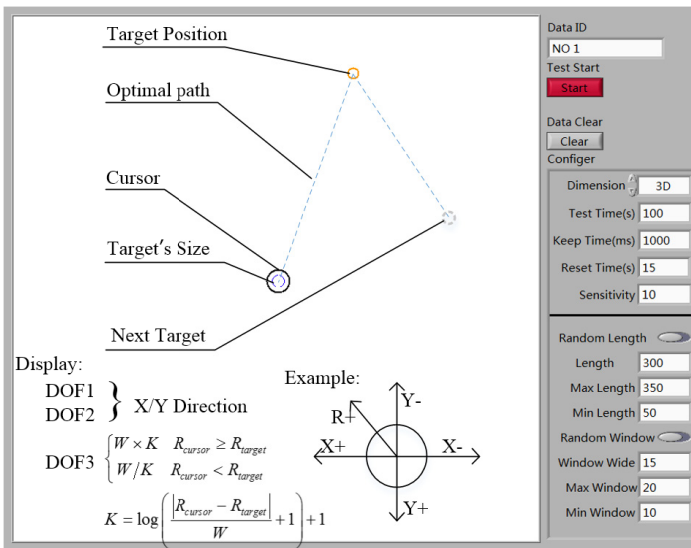 Target Position
Optimal path
Cursor
Target's Size
Next Target
Display:
DOF1
DOF2
} X/Y Direction
DOF3 { W × K R_cursor ≥ R_target
W/K R_cursor < R_target
K = log( |R_cursor − R_target| / W + 1 ) + 1
Example:
R+
Y-
X+
X-
Y+
Data ID
NO 1
Test Start
Start
Data Clear
Clear
Configer
Dimension 3D
Test Time(s) 100
Keep Time(ms) 1000
Reset Time(s) 15
Sensitivity 10
Random Length
Length 300
Max Length 350
Min Length 50
Random Window
Window Wide 15
Max Window 20
Min Window 10